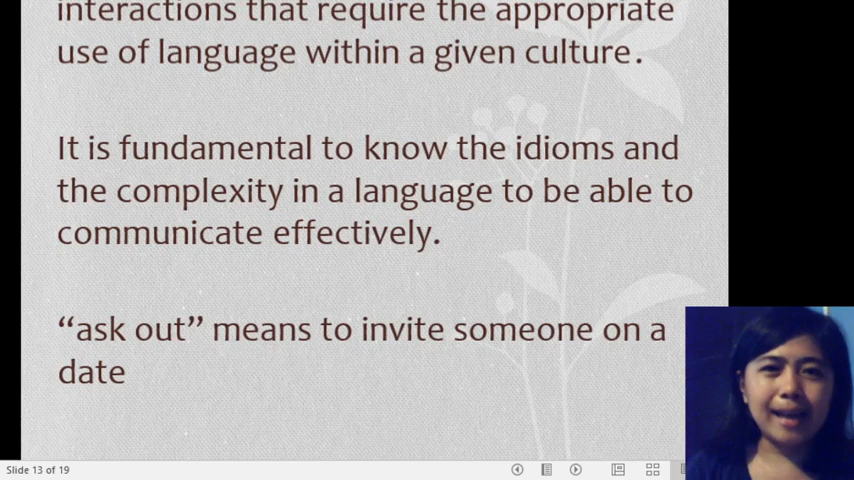 interactions that require the appropriate
use of language within a given culture.
It is fundamental to know the idioms and
the complexity in a language to be able to
communicate effectively.
“ask out” means to invite someone on a
date
Slide 13 of 19